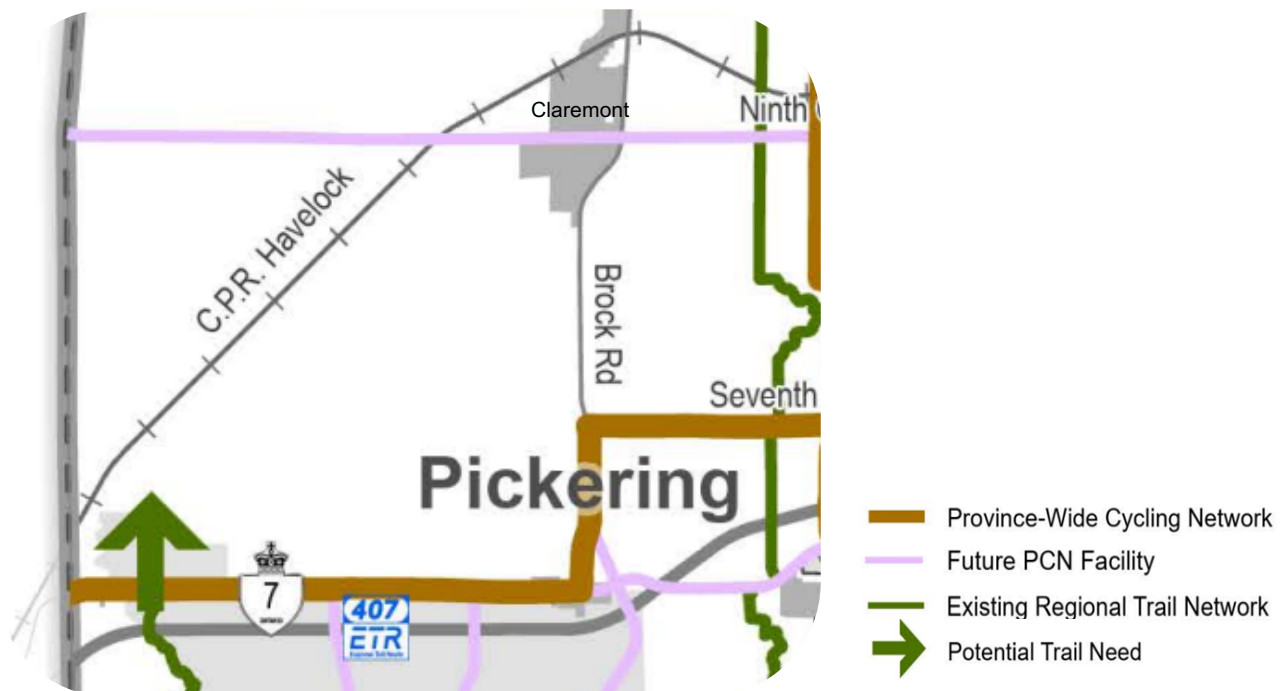 Claremont
Ninth
C.P.R. Havelock
Brock Rd
Seventh
Pickering
7
407
ETR
Province-Wide Cycling Network
Future PCN Facility
Existing Regional Trail Network
Potential Trail Need